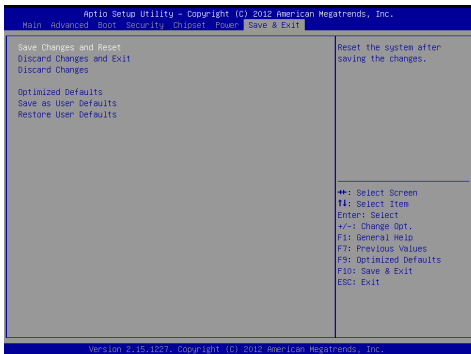 Aptio Setup Utility – Copyright (C) 2012 American Megatrends, Inc.
Main Advanced Boot Security Chipset Power Save & Exit
Save Changes and Reset
Discard Changes and Exit
Discard Changes
Optimized Defaults
Save as User Defaults
Restore User Defaults
Reset the system after
saving the changes.
→←: Select Screen
↑↓: Select Item
Enter: Select
+/-: Change Opt.
F1: General Help
F7: Previous Values
F9: Optimized Defaults
F10: Save & Exit
ESC: Exit
Version 2.15.1227. Copyright (C) 2012 American Megatrends, Inc.